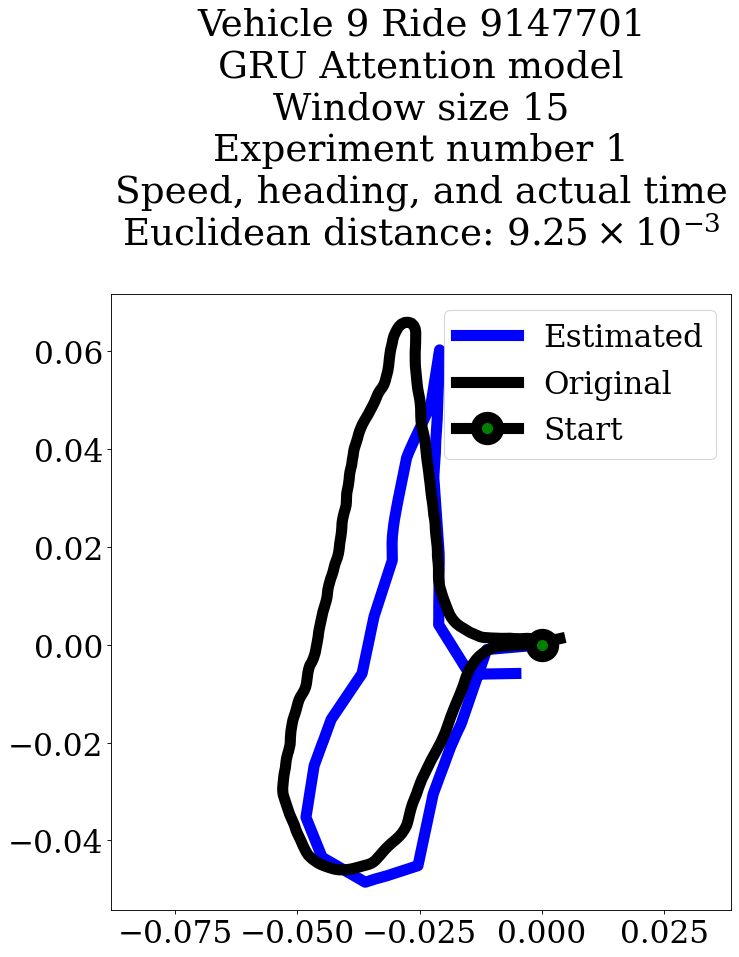 Vehicle 9 Ride 9147701
GRU Attention model
Window size 15
Experiment number 1
Speed, heading, and actual time
Euclidean distance: 9.25 × 10⁻³
Estimated
Original
Start
0.06
0.04
0.02
0.00
−0.02
−0.04
−0.075 −0.050 −0.025 0.000 0.025